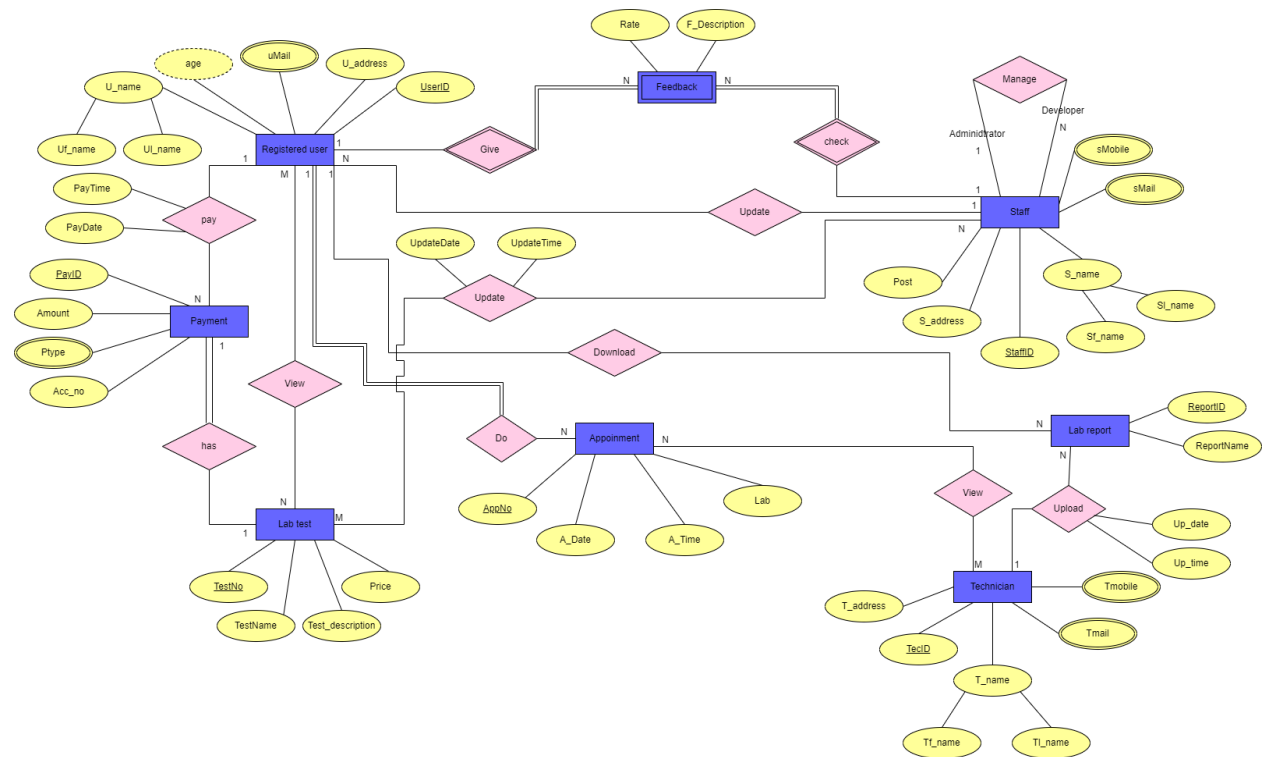 Rate
F_Description
age
uMail
U_address
UserID
U_name
Uf_name
Ul_name
Registered user
1
Give
N
Feedback
N
check
1
Manage
Adminidtrator
1
Developer
N
sMobile
sMail
Staff
1
N
1
M
1
1
N
Update
PayTime
PayDate
pay
UpdateDate
UpdateTime
Update
Post
S_address
StaffID
S_name
Sl_name
Sf_name
PayID
Amount
Ptype
Acc_no
N
Payment
1
Download
View
has
Do
N
Appoinment
N
N
Lab report
N
ReportID
ReportName
AppNo
A_Date
A_Time
Lab
View
Upload
Up_date
Up_time
N
M
1
Lab test
TestNo
TestName
Test_description
Price
M
1
Technician
T_address
TecID
T_name
Tf_name
Tl_name
Tmobile
Tmail